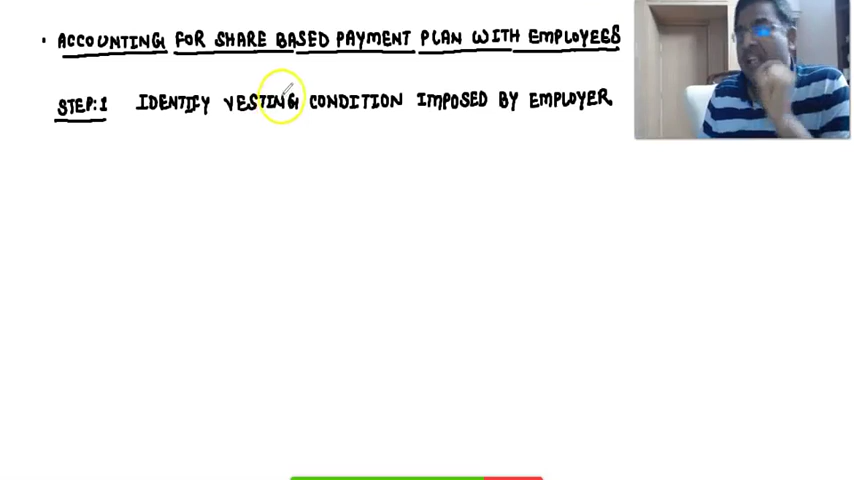 • ACCOUNTING FOR SHARE BASED PAYMENT PLAN WITH EMPLOYEES
STEP:1 IDENTIFY VESTING CONDITION IMPOSED BY EMPLOYER